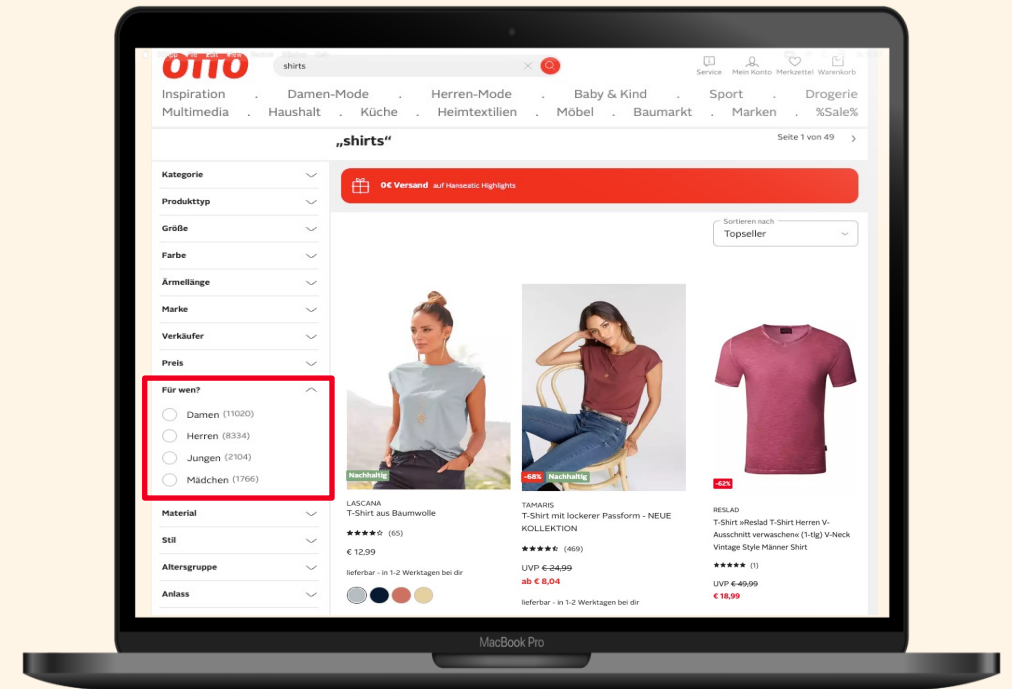 OTTO
shirts
Service Mein Konto Merkzettel Warenkorb
Inspiration . Damen-Mode . Herren-Mode . Baby & Kind . Sport . Drogerie
Multimedia . Haushalt . Küche . Heimtextilien . Möbel . Baumarkt . Marken . %Sale%
„shirts“
Seite 1 von 49
Kategorie
Produkttyp
Größe
Farbe
Ärmellänge
Marke
Verkäufer
Preis
Für wen?
Damen (11020)
Herren (8334)
Jungen (2104)
Mädchen (1766)
Material
Stil
Altersgruppe
Anlass
0€ Versand auf Hanseatic Highlights
Sortieren nach
Topseller
Nachhaltig
LASCANA
T-Shirt aus Baumwolle
(65)
€ 12,99
lieferbar - in 1-2 Werktagen bei dir
-68% Nachhaltig
TAMARIS
T-Shirt mit lockerer Passform - NEUE
KOLLEKTION
(469)
UVP € 24,99
ab € 8,04
lieferbar - in 1-2 Werktagen bei dir
-62%
RESLAD
T-Shirt »Reslad T-Shirt Herren V-
Ausschnitt verwaschen« (1-tlg) V-Neck
Vintage Style Männer Shirt
(1)
UVP € 49,99
€ 18,99
MacBook Pro